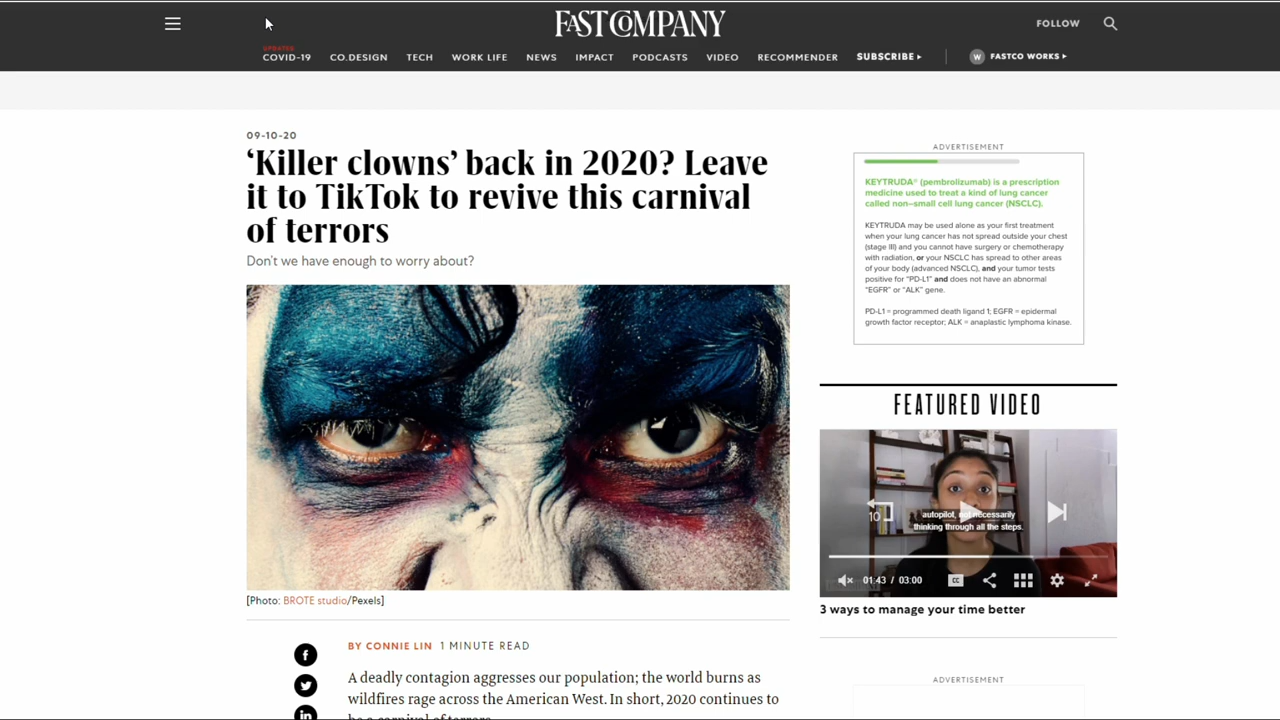 FAST COMPANY
FOLLOW
UPDATED
COVID-19
CO.DESIGN
TECH
WORK LIFE
NEWS
IMPACT
PODCASTS
VIDEO
RECOMMENDER
SUBSCRIBE
W
FASTCO WORKS
09-10-20
‘Killer clowns’ back in 2020? Leave
it to TikTok to revive this carnival
of terrors
Don’t we have enough to worry about?
[Photo: BROTE studio/Pexels]
BY CONNIE LIN 1 MINUTE READ
A deadly contagion aggresses our population; the world burns as
wildfires rage across the American West. In short, 2020 continues to
be a carnival of terrors.
ADVERTISEMENT
KEYTRUDA® (pembrolizumab) is a prescription
medicine used to treat a kind of lung cancer
called non–small cell lung cancer (NSCLC).
KEYTRUDA may be used alone as your first treatment
when your lung cancer has not spread outside your chest
(stage III) and you cannot have surgery or chemotherapy
with radiation, or your NSCLC has spread to other areas
of your body (advanced NSCLC), and your tumor tests
positive for “PD-L1” and does not have an abnormal
“EGFR” or “ALK” gene.
PD-L1 = programmed death ligand 1; EGFR = epidermal
growth factor receptor; ALK = anaplastic lymphoma kinase.
FEATURED VIDEO
10
autopilot, not necessarily
thinking through all the steps.
01:43 / 03:00
CC
3 ways to manage your time better
ADVERTISEMENT